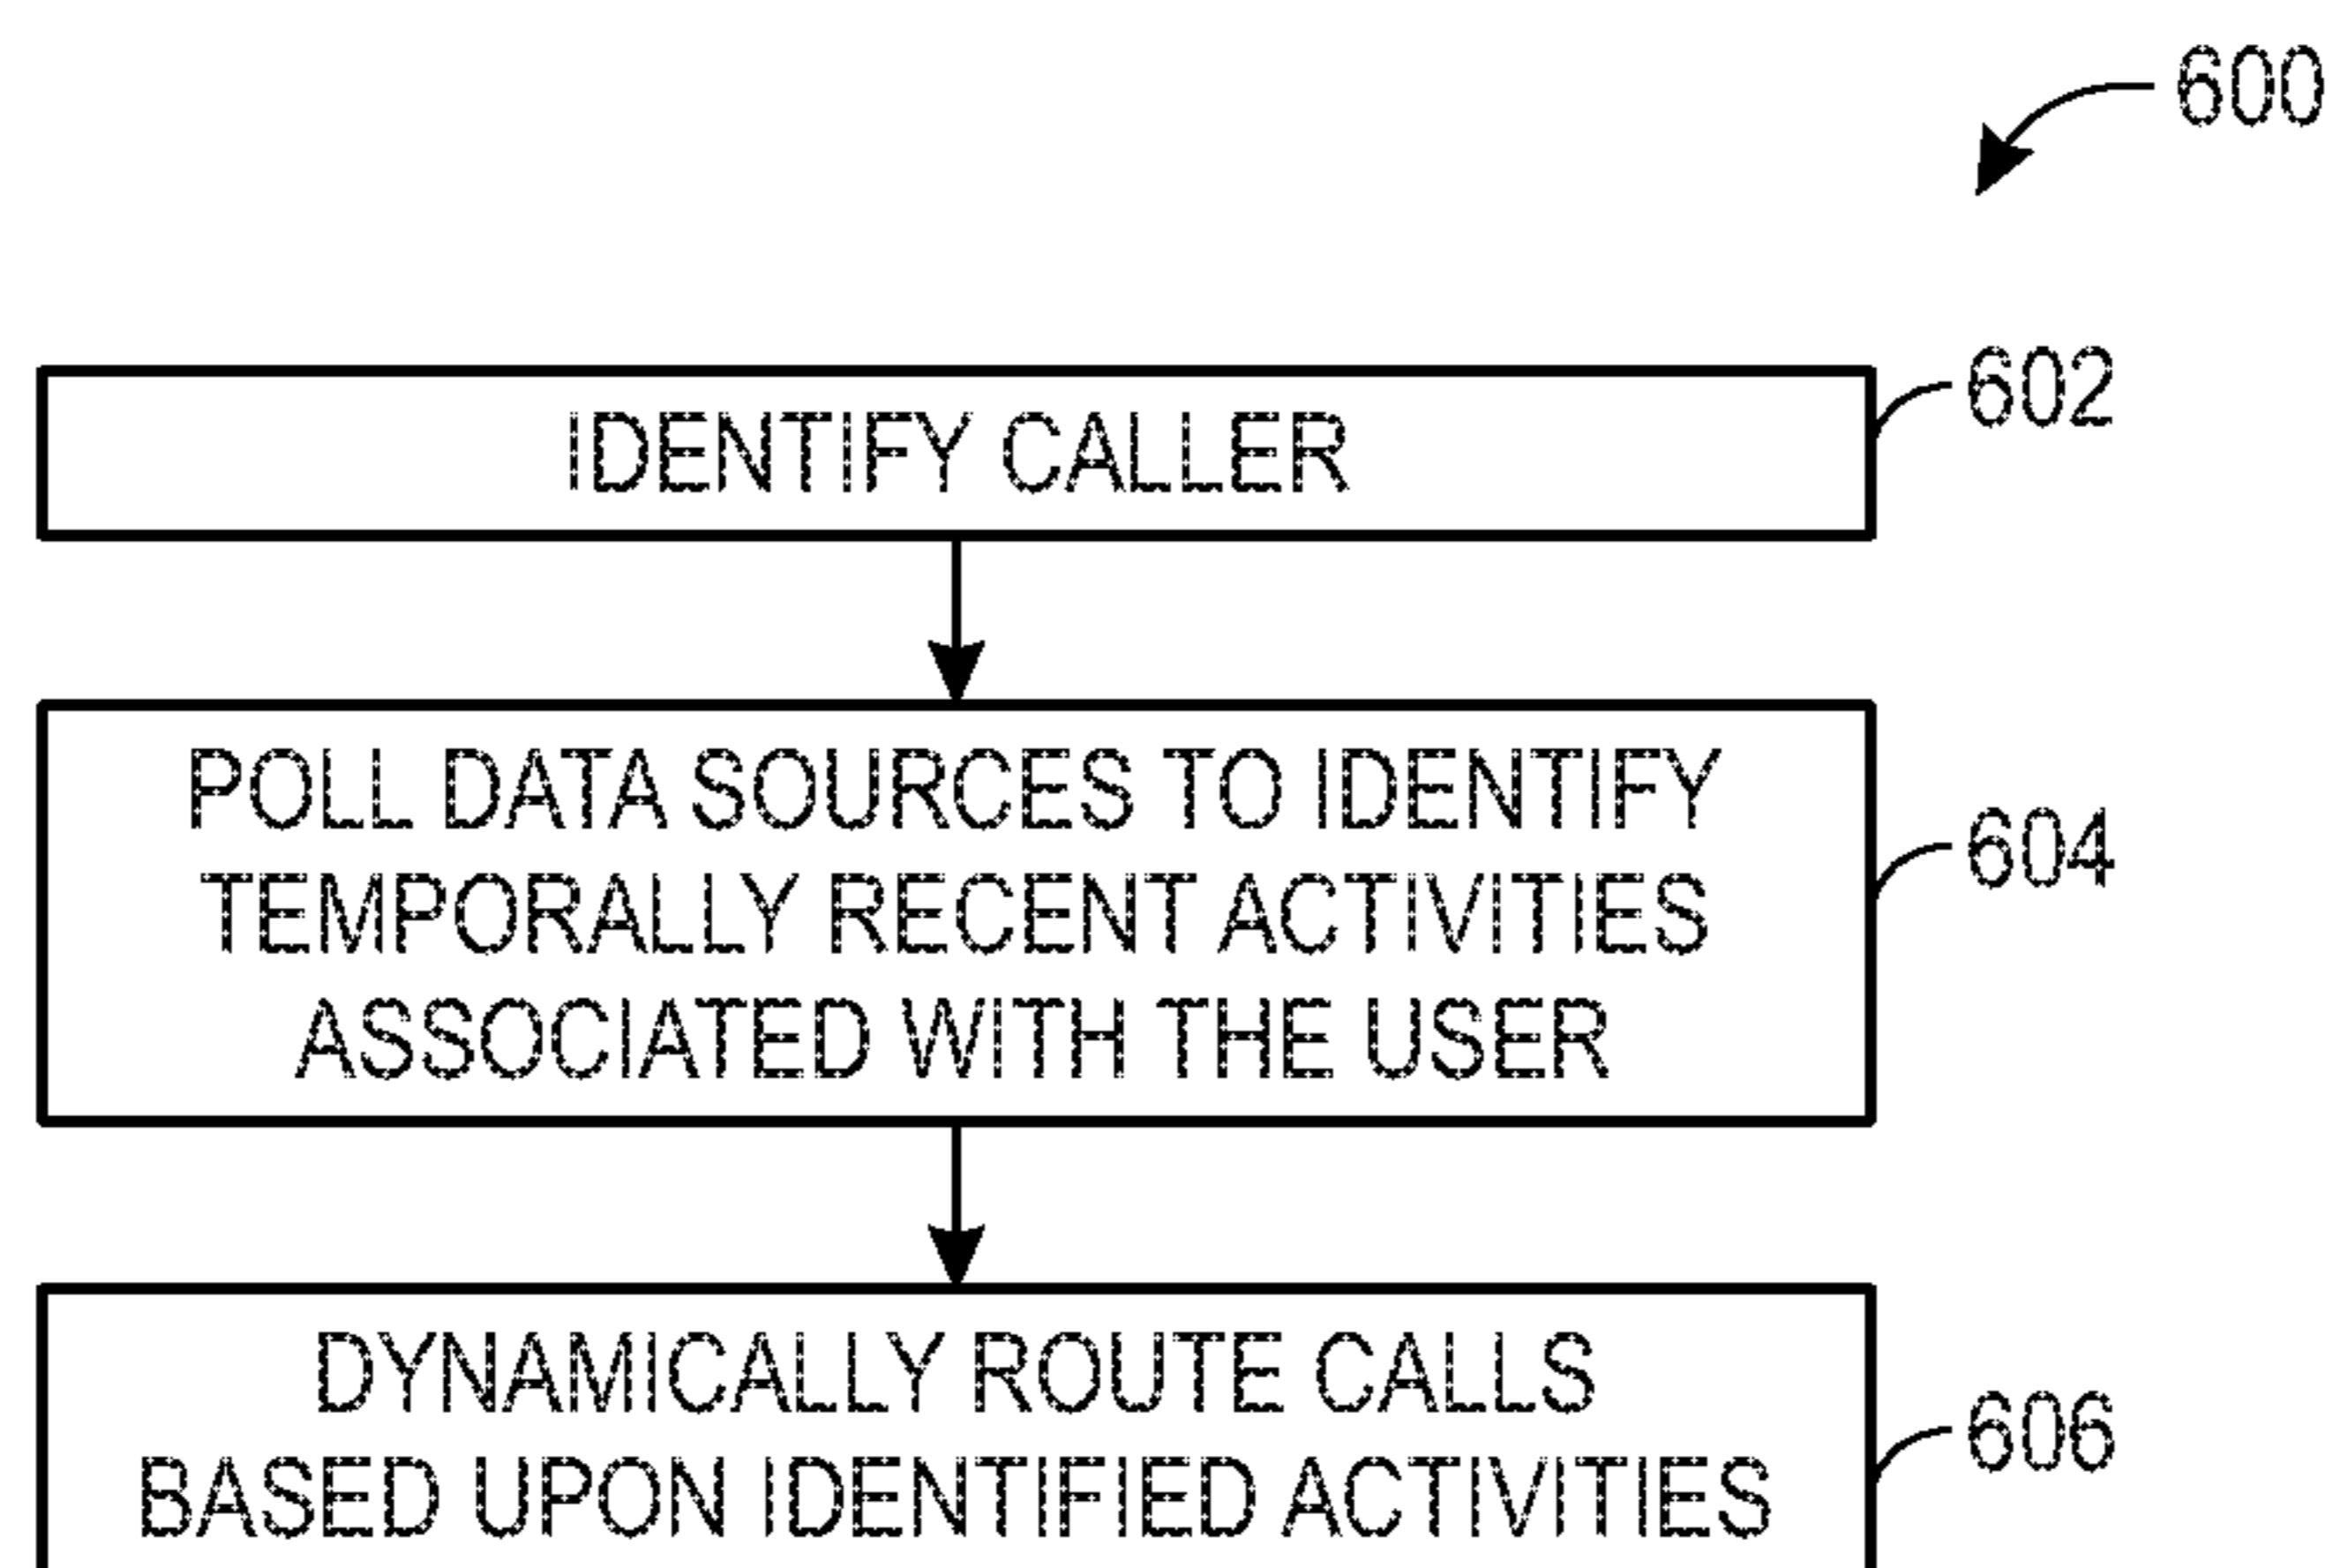 600
602
IDENTIFY CALLER
POLL DATA SOURCES TO IDENTIFY
TEMPORALLY RECENT ACTIVITIES
ASSOCIATED WITH THE USER
604
DYNAMICALLY ROUTE CALLS
BASED UPON IDENTIFIED ACTIVITIES
606